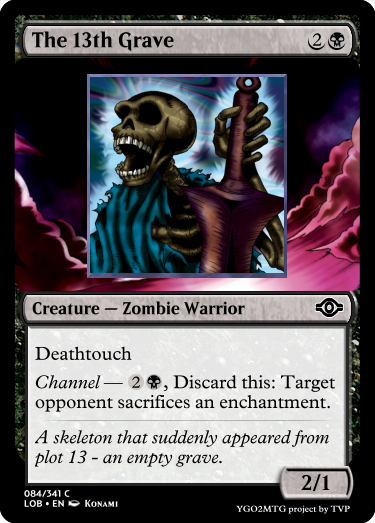 The 13th Grave 2
Creature — Zombie Warrior
Deathtouch
Channel — 2, Discard this: Target
opponent sacrifices an enchantment.
A skeleton that suddenly appeared from
plot 13 - an empty grave.
2/1
084/341 C
LOB • EN KONAMI
YGO2MTG project by TVP